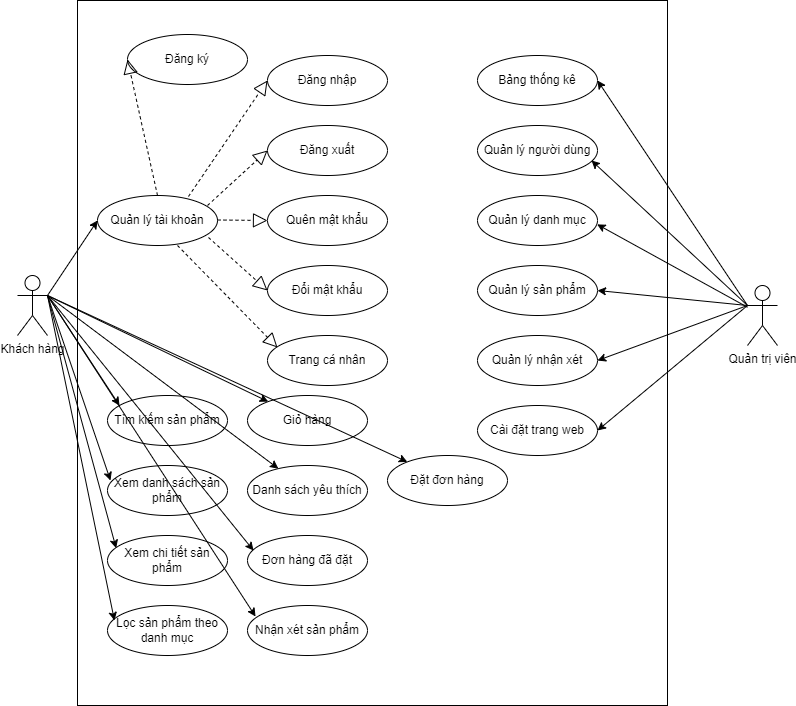 Đăng ký
Đăng nhập
Bảng thống kê
Đăng xuất
Quản lý người dùng
Quản lý tài khoản
Quên mật khẩu
Quản lý danh mục
Đổi mật khẩu
Quản lý sản phẩm
Khách hàng
Trang cá nhân
Quản lý nhận xét
Quản trị viên
Tìm kiếm sản phẩm
Giỏ hàng
Cài đặt trang web
Xem danh sách sản
phẩm
Danh sách yêu thích
Đặt đơn hàng
Xem chi tiết sản
phẩm
Đơn hàng đã đặt
Lọc sản phẩm theo
danh mục
Nhận xét sản phẩm